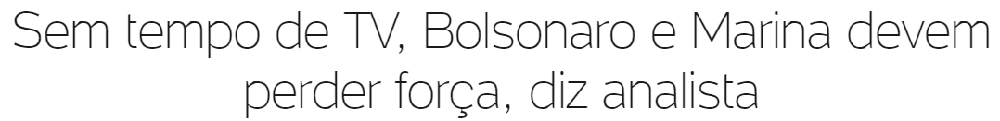 Sem tempo de TV, Bolsonaro e Marina devem
perder força, diz analista